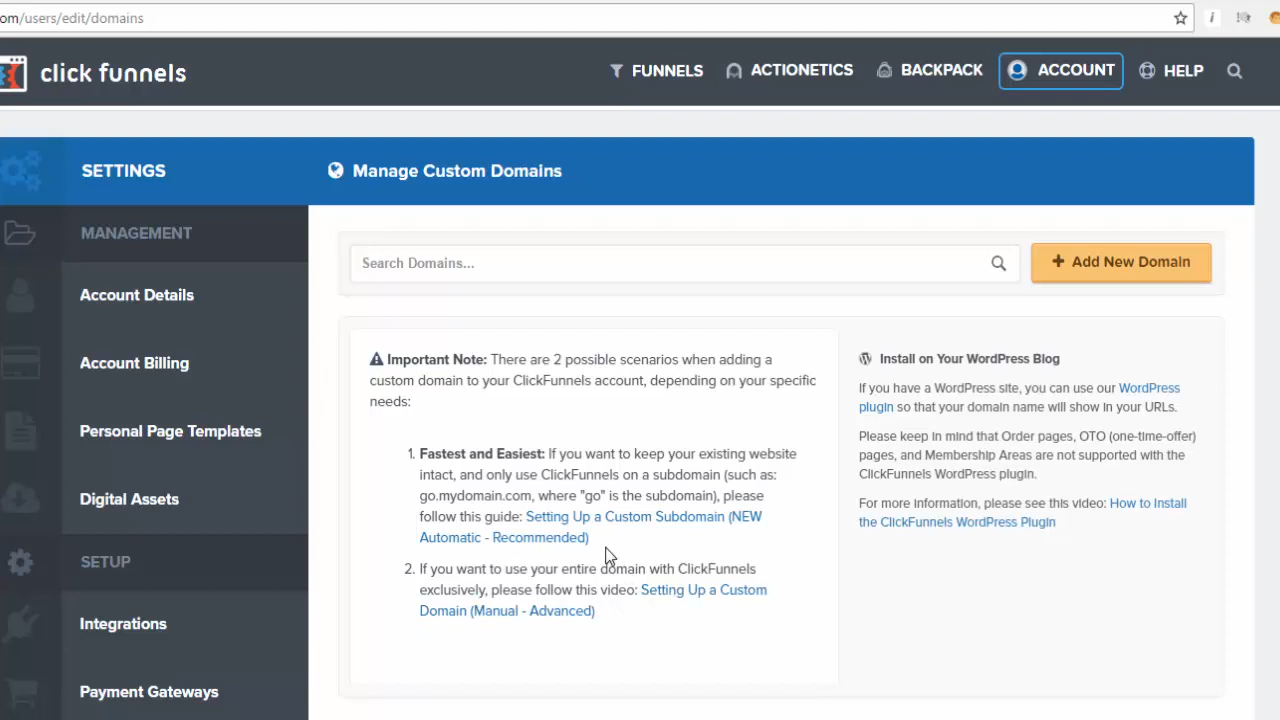 om/users/edit/domains
click funnels
FUNNELS
ACTIONETICS
BACKPACK
ACCOUNT
HELP
SETTINGS
Manage Custom Domains
MANAGEMENT
Search Domains...
+ Add New Domain
Account Details
Account Billing
Personal Page Templates
Digital Assets
SETUP
Integrations
Payment Gateways
Important Note: There are 2 possible scenarios when adding a
custom domain to your ClickFunnels account, depending on your specific
needs:
1. Fastest and Easiest: If you want to keep your existing website
intact, and only use ClickFunnels on a subdomain (such as:
go.mydomain.com, where "go" is the subdomain), please
follow this guide: Setting Up a Custom Subdomain (NEW
Automatic - Recommended)
2. If you want to use your entire domain with ClickFunnels
exclusively, please follow this video: Setting Up a Custom
Domain (Manual - Advanced)
Install on Your WordPress Blog
If you have a WordPress site, you can use our WordPress
plugin so that your domain name will show in your URLs.
Please keep in mind that Order pages, OTO (one-time-offer)
pages, and Membership Areas are not supported with the
ClickFunnels WordPress plugin.
For more information, please see this video: How to Install
the ClickFunnels WordPress Plugin